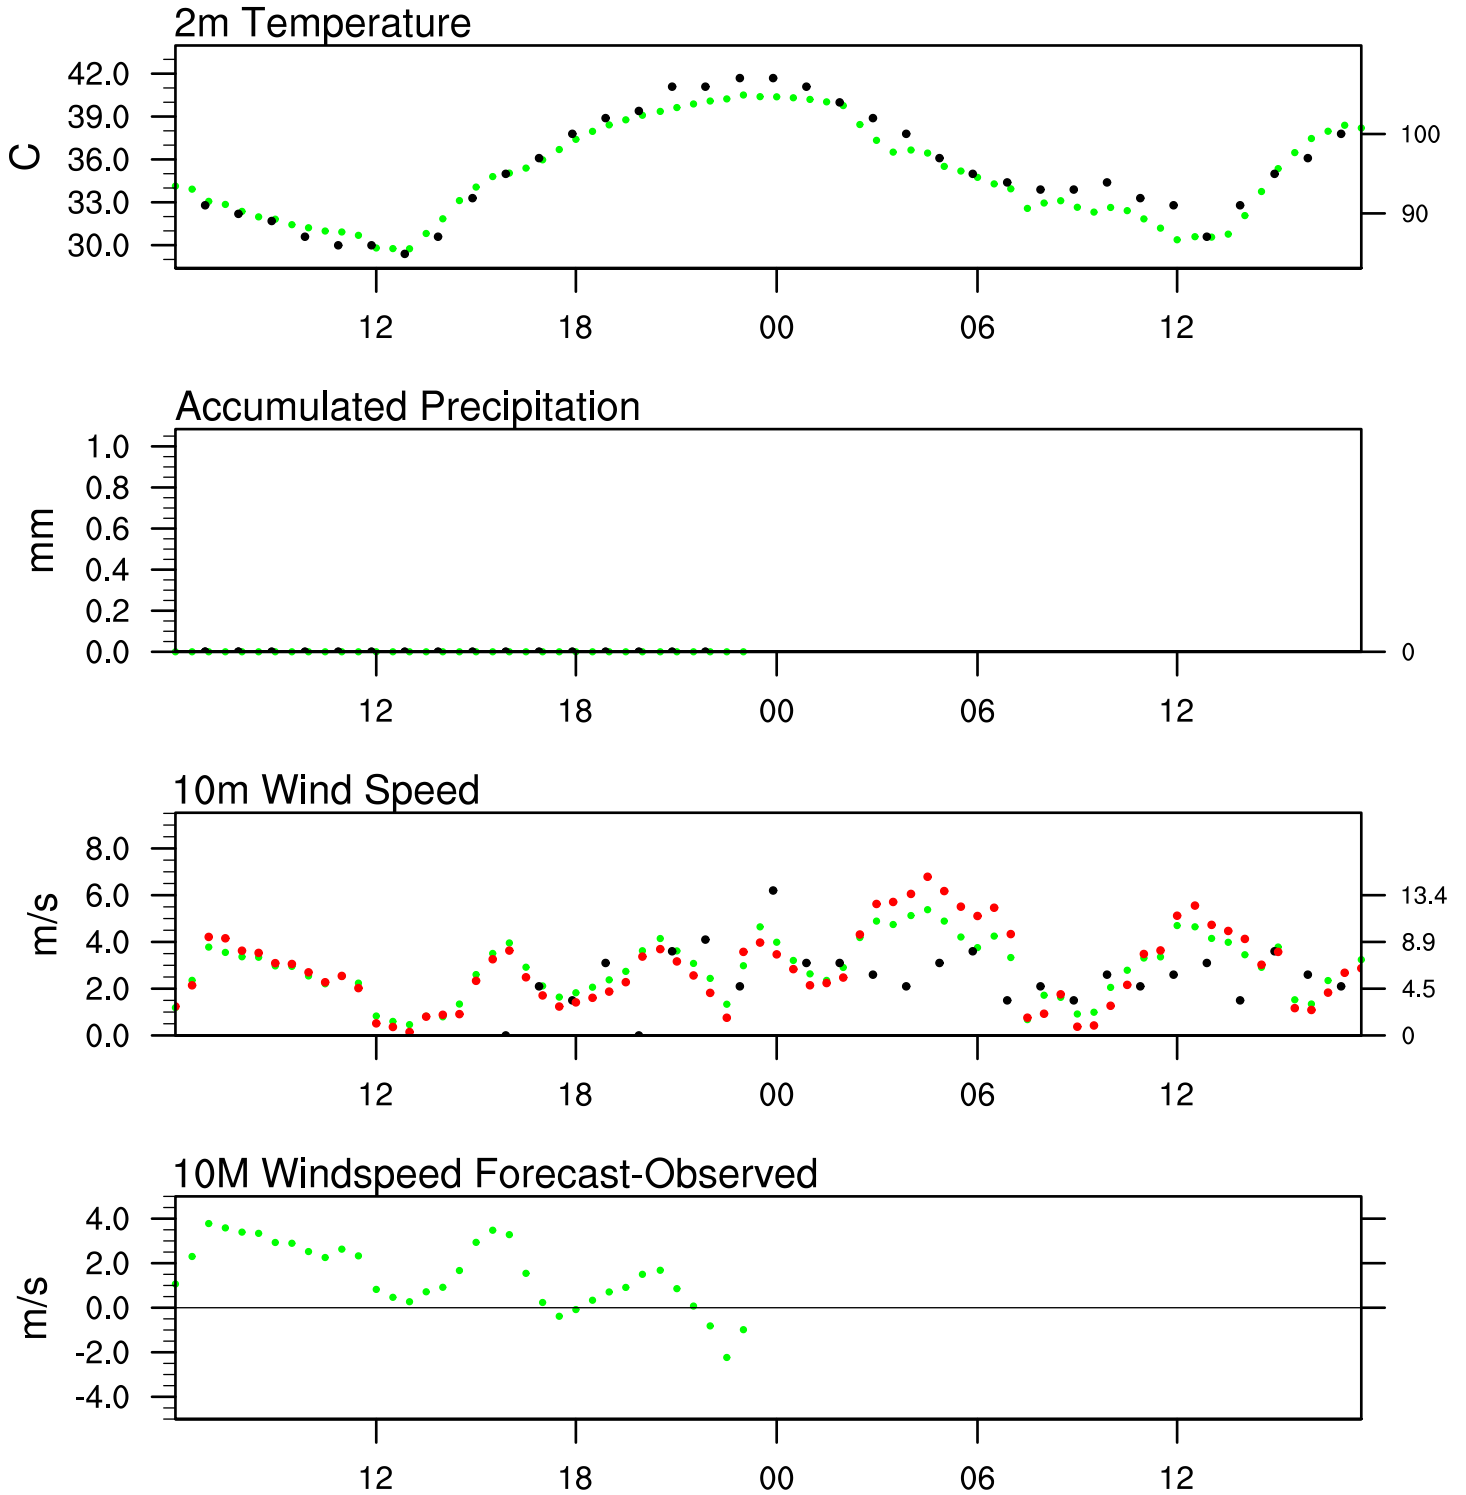 2m Temperature
42.0
39.0
36.0
33.0
30.0
C
100
90
12 18 00 06 12
Accumulated Precipitation
1.0
0.8
0.6
0.4
0.2
0.0
mm
0
12 18 00 06 12
10m Wind Speed
8.0
6.0
4.0
2.0
0.0
m/s
13.4
8.9
4.5
0
12 18 00 06 12
10M Windspeed Forecast-Observed
4.0
2.0
0.0
-2.0
-4.0
m/s
12 18 00 06 12